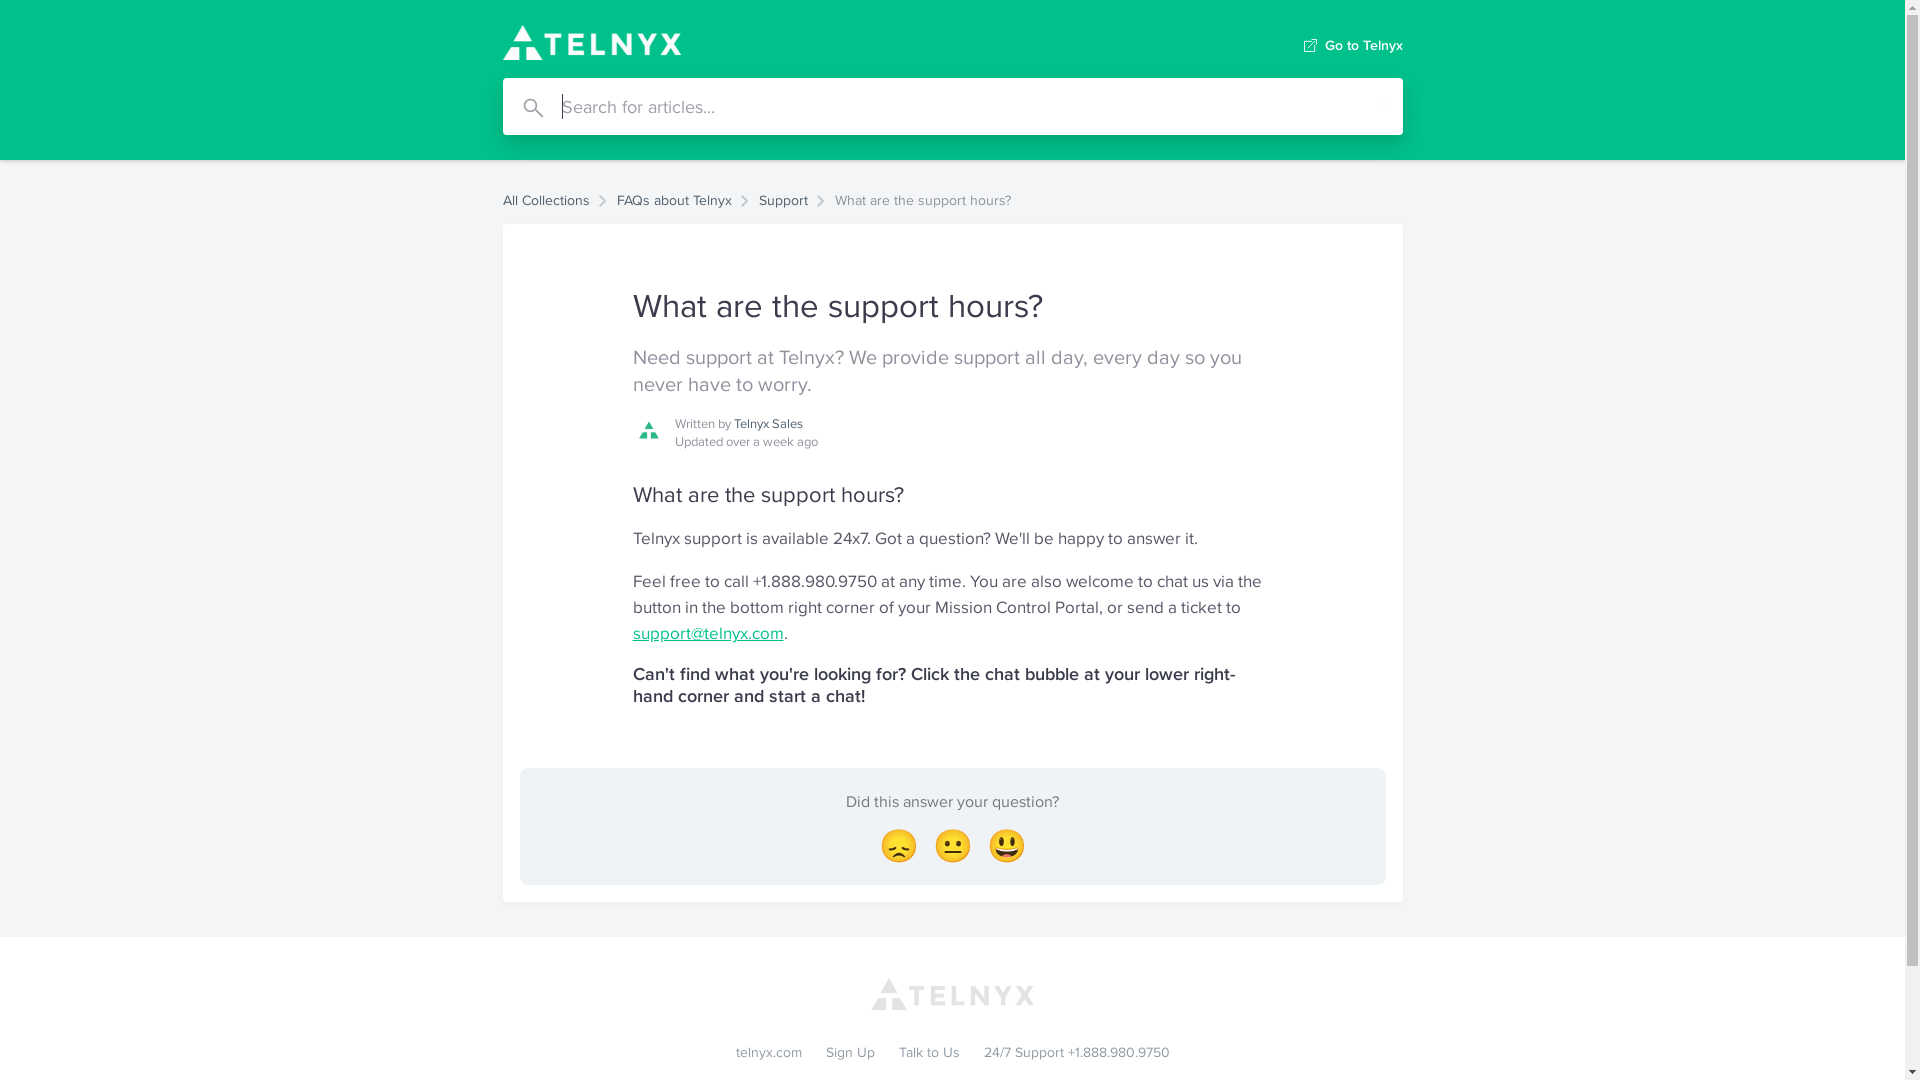 TELNYX
Go to Telnyx
Search for articles...
All Collections
FAQs about Telnyx
Support
What are the support hours?
What are the support hours?
Need support at Telnyx? We provide support all day, every day so you
never have to worry.
Written by Telnyx Sales
Updated over a week ago
What are the support hours?
Telnyx support is available 24x7. Got a question? We'll be happy to answer it.
Feel free to call +1.888.980.9750 at any time. You are also welcome to chat us via the
button in the bottom right corner of your Mission Control Portal, or send a ticket to
support@telnyx.com.
Can't find what you're looking for? Click the chat bubble at your lower right-
hand corner and start a chat!
Did this answer your question?
TELNYX
telnyx.com
Sign Up
Talk to Us
24/7 Support +1.888.980.9750